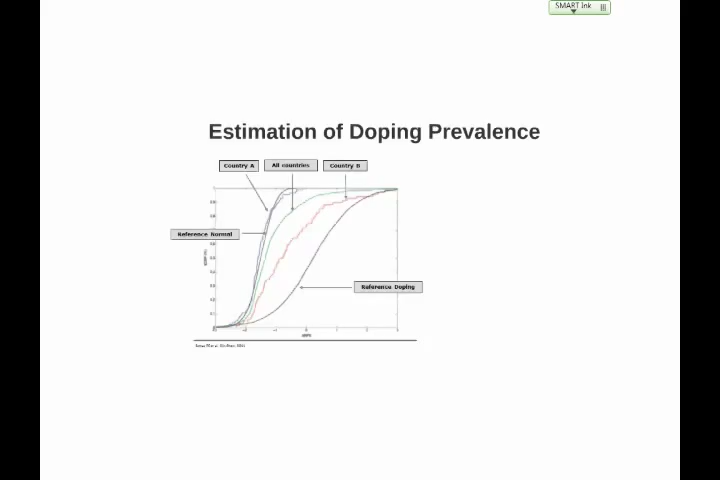 SMART Ink
Estimation of Doping Prevalence
Country A
All countries
Country B
Reference Normal
Reference Doping